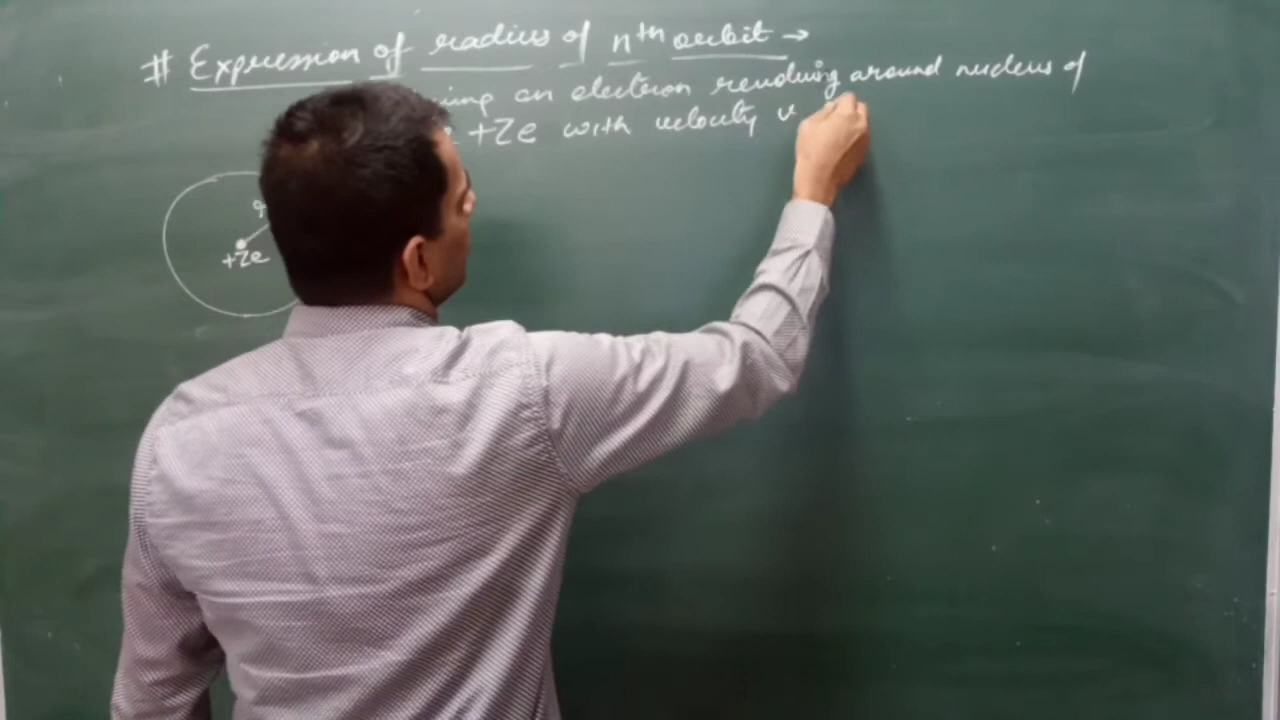 # Expression of radius of nth orbit →
an electron revolving around nucleus of
+Ze with velocity v
+Ze